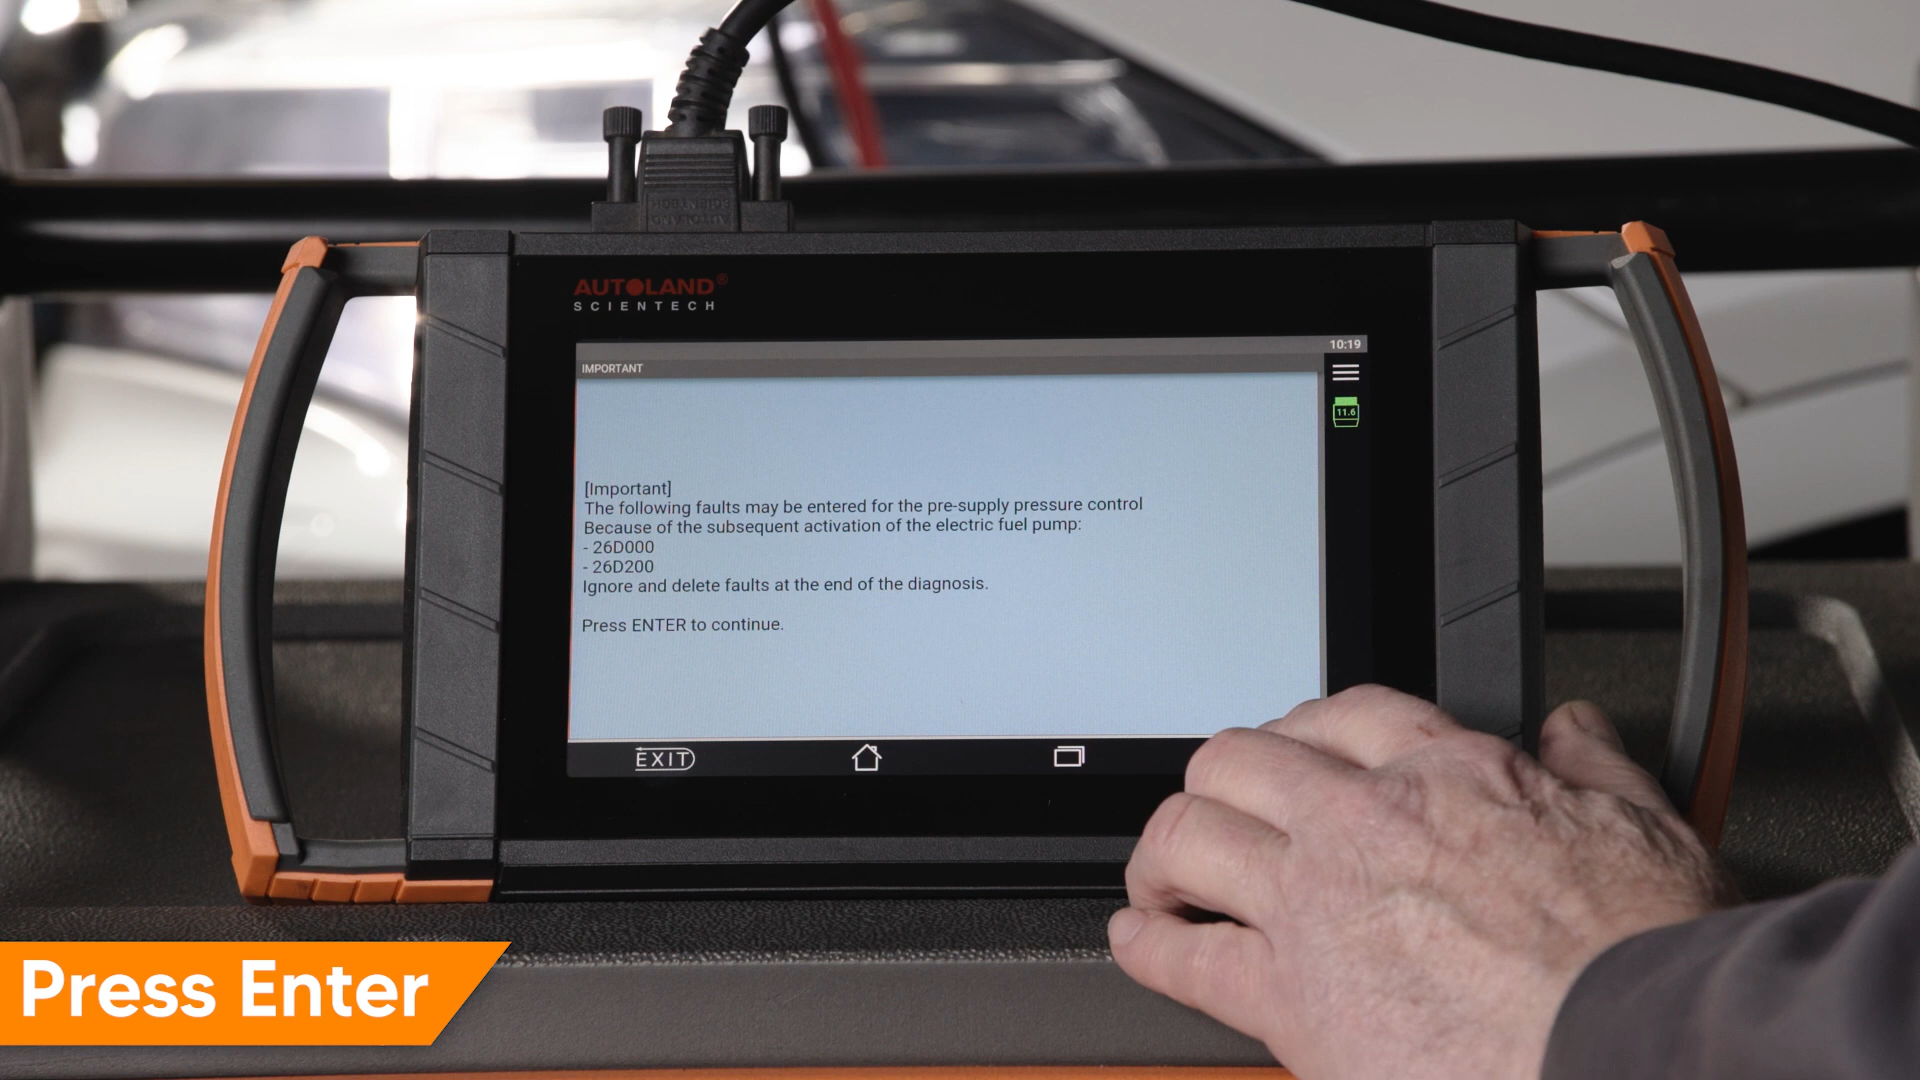 AUTOLAND®
SCIENTECH
10:19
IMPORTANT
11.6
[Important]
The following faults may be entered for the pre-supply pressure control
Because of the subsequent activation of the electric fuel pump:
- 26D000
- 26D200
Ignore and delete faults at the end of the diagnosis.
Press ENTER to continue.
EXIT
Press Enter